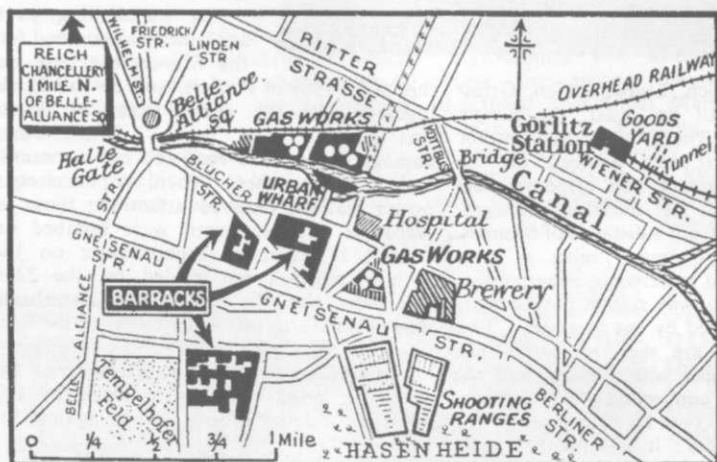 REICH
CHANCELLERY
1 MILE N.
OF BELLE-
ALLIANCE SQ
WILHELM ST.
FRIEDRICH
STR.
LINDEN
STR
Belle-
Alliance
Sq.
RITTER
STRASSE
OVERHEAD RAILWAY
GAS WORKS
KOTTBUS
STR.
Bridge
Görlitz
Station
GOODS
YARD
Tunnel
WIENER STR.
Canal
Halle
Gate
STR.
BLÜCHER
STR.
URBAN
WHARF
Hospital
GAS WORKS
Brewery
GNEISENAU
STR
BARRACKS
GNEISENAU
STR.
BELLE
ALLIANCE
Tempelhofer
Feld
SHOOTING
RANGES
BERLINER
STR.
HASENHEIDE
0 1/4 1/2 3/4 1 Mile